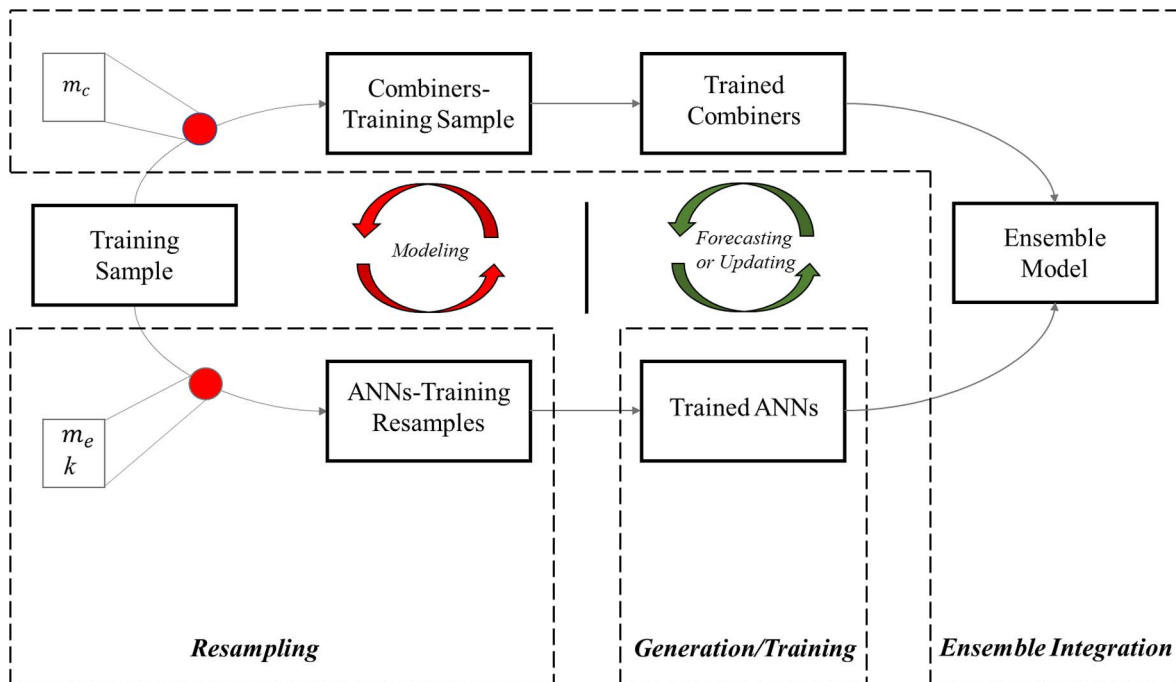 m_c
Combiners-
Training Sample
Trained
Combiners
Training
Sample
Modeling
Forecasting
or Updating
Ensemble
Model
m_e
k
ANNs-Training
Resamples
Trained ANNs
Resampling
Generation/Training
Ensemble Integration